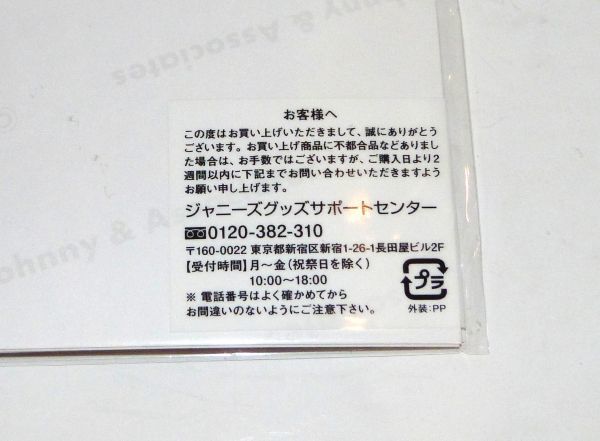 Johnny & Associates
お客様へ
この度はお買い上げいただきまして、誠にありがとう
ございます。お買い上げ商品に不都合品などありまし
た場合は、お手数ではございますが、ご購入日より2
週間以内に下記までお問い合わせいただきますよう
お願い申し上げます。
ジャニーズグッズサポートセンター
0120-382-310
〒160-0022 東京都新宿区新宿1-26-1長田屋ビル2F
【受付時間】月~金(祝祭日を除く)
10:00~18:00
※ 電話番号はよく確かめてから
お間違いのないようにご注意下さい。
プラ
外装:PP